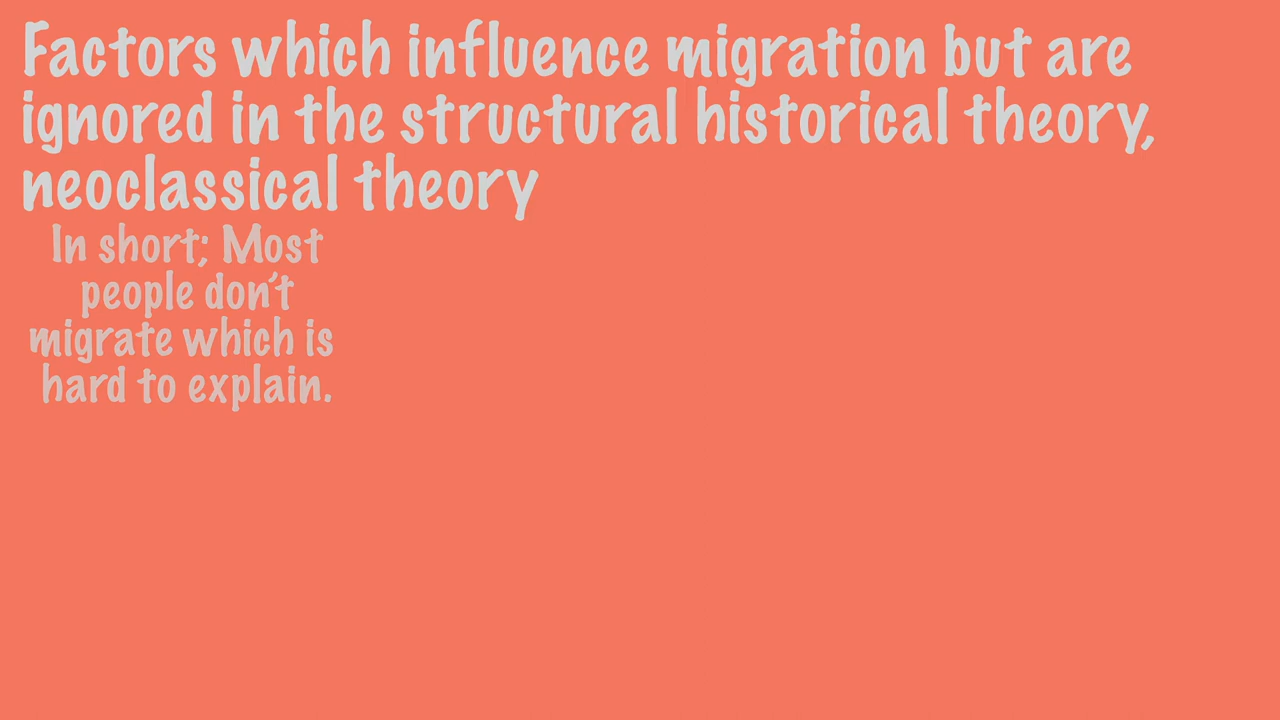 Factors which influence migration but are
ignored in the structural historical theory,
neoclassical theory
In short; Most
people don't
migrate which is
hard to explain.